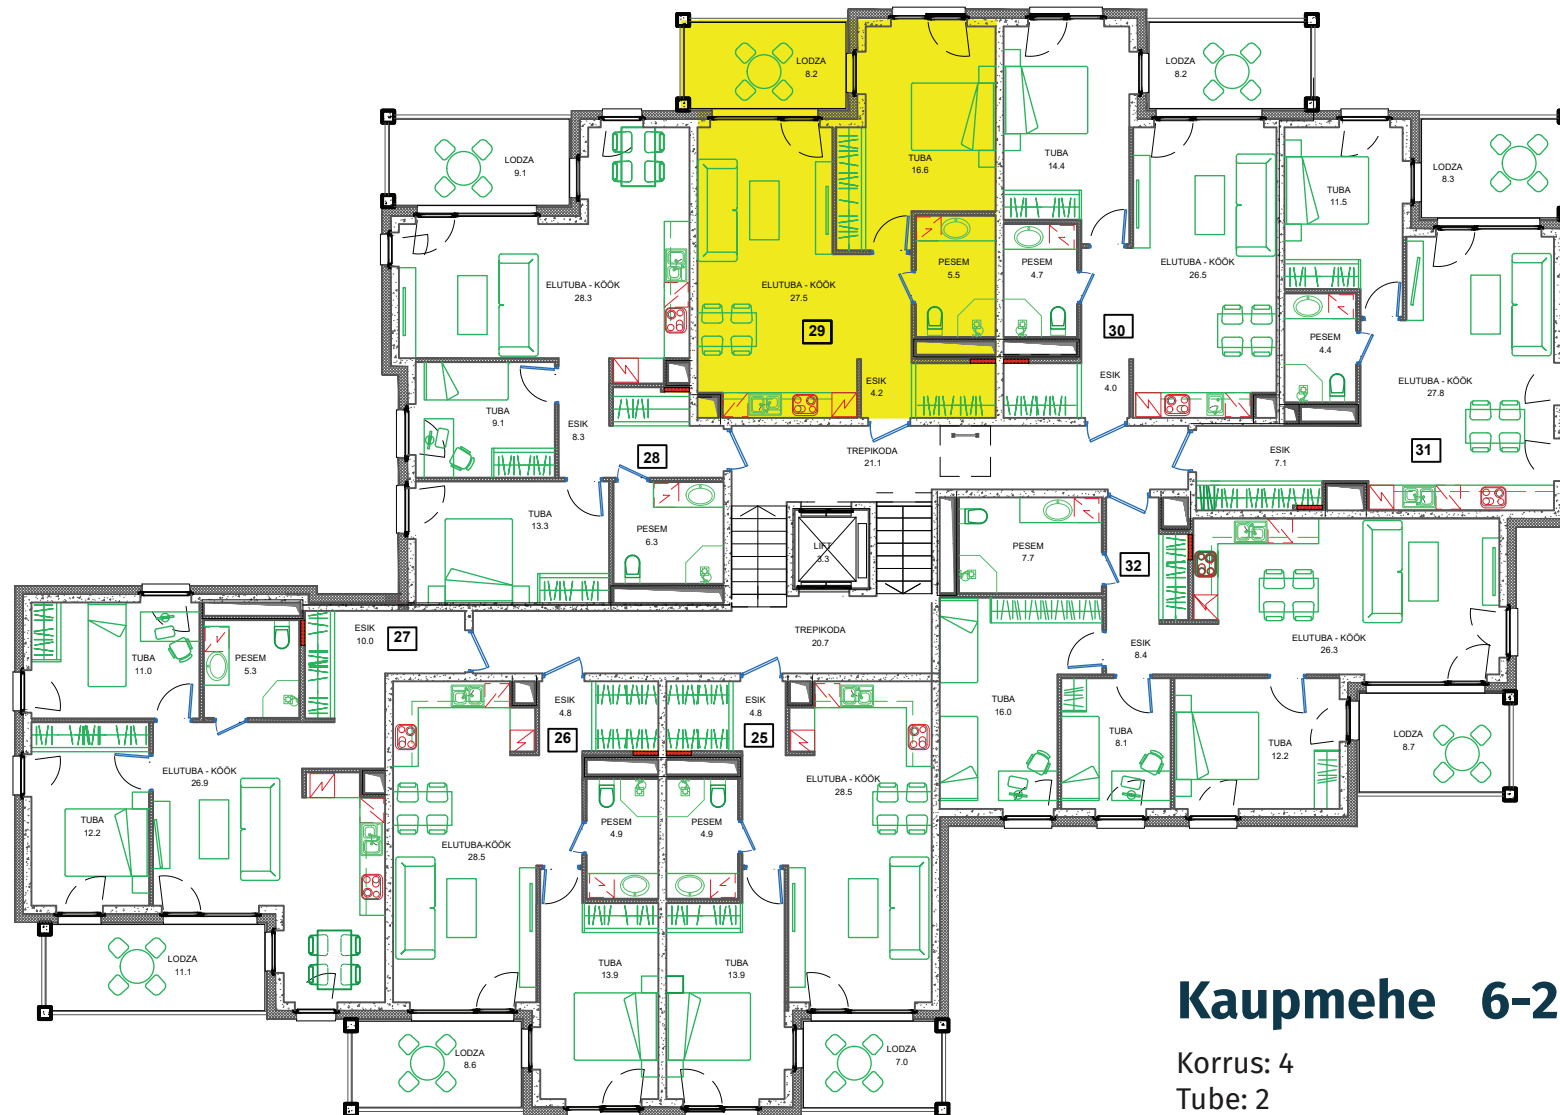 LODZA
8.2
LODZA
8.2
LODZA
9.1
TUBA
16.6
TUBA
14.4
LODZA
8.3
TUBA
11.5
PESEM
5.5
PESEM
4.7
ELUTUBA - KÖÖK
28.3
ELUTUBA - KÖÖK
27.5
29
ELUTUBA - KÖÖK
26.5
30
PESEM
4.4
ELUTUBA - KÖÖK
27.8
ESIK
4.2
ESIK
4.0
TUBA
9.1
ESIK
8.3
28
TREPIKODA
21.1
ESIK
7.1
31
TUBA
13.3
PESEM
6.3
LIFT
3.3
PESEM
7.7
32
ESIK
10.0
27
TREPIKODA
20.7
ESIK
8.4
ELUTUBA - KÖÖK
26.3
TUBA
11.0
PESEM
5.3
ESIK
4.8
26
ESIK
4.8
25
TUBA
16.0
TUBA
8.1
TUBA
12.2
LODZA
8.7
ELUTUBA - KÖÖK
26.9
ELUTUBA - KÖÖK
28.5
TUBA
12.2
PESEM
4.9
PESEM
4.9
ELUTUBA-KÖÖK
28.5
LODZA
11.1
TUBA
13.9
TUBA
13.9
LODZA
8.6
LODZA
7.0
Kaupmehe 6-2
Korrus: 4
Tube: 2